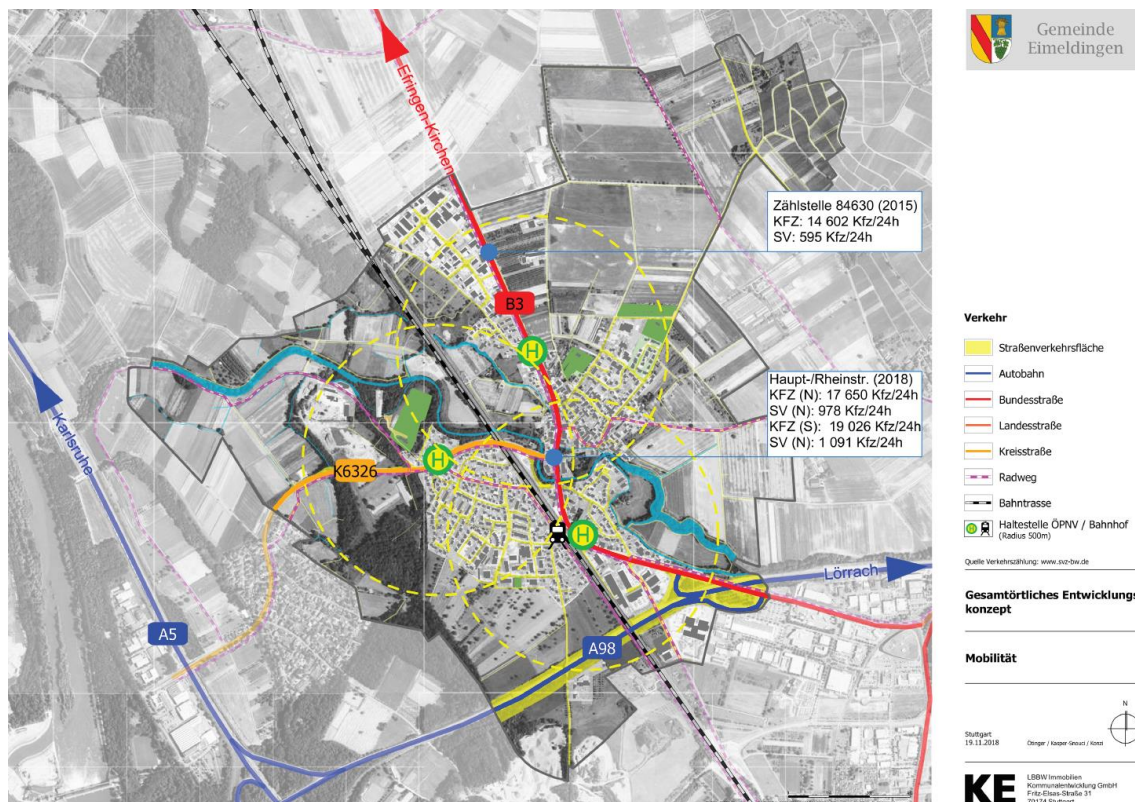 Gemeinde
Eimeldingen
Efringen-Kirchen
Zählstelle 84630 (2015)
KFZ: 14 602 Kfz/24h
SV: 595 Kfz/24h
B3
H
Haupt-/Rheinstr. (2018)
KFZ (N): 17 650 Kfz/24h
SV (N): 978 Kfz/24h
KFZ (S): 19 026 Kfz/24h
SV (N): 1 091 Kfz/24h
Karlsruhe
K6326
H
H
Lörrach
A5
A98
Verkehr
Straßenverkehrsfläche
Autobahn
Bundesstraße
Landesstraße
Kreisstraße
Radweg
Bahntrasse
H
Haltestelle ÖPNV / Bahnhof
(Radius 500m)
Quelle Verkehrszählung: www.svz-bw.de
Gesamtörtliches Entwicklungs
konzept
Mobilität
N
Stuttgart
19.11.2018
KE
LBBW Immobilien
Kommunalentwicklung GmbH
Fritz-Elsas-Straße 31
70174 Stuttgart